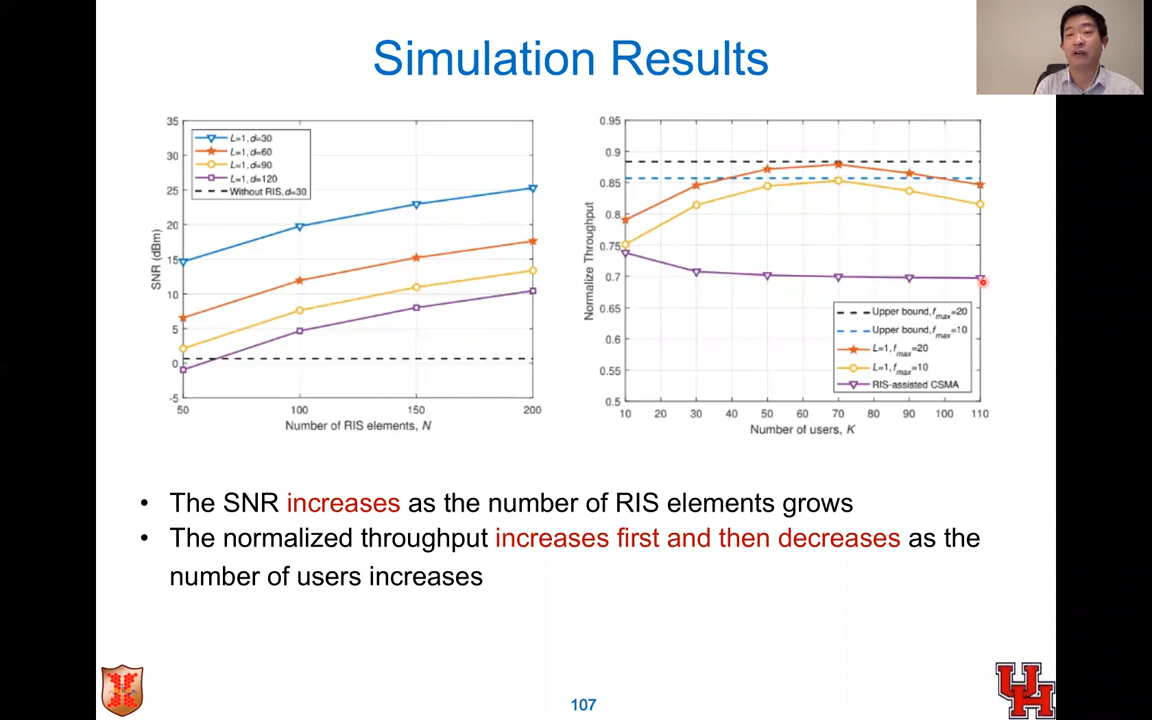 Simulation Results
35
30
25
20
15
10
5
0
-5
SNR (dBm)
L=1, d=30
L=1, d=60
L=1, d=90
L=1, d=120
Without RIS, d=30
50 100 150 200
Number of RIS elements, N
0.95
0.9
0.85
0.8
0.75
0.7
0.65
0.6
0.55
0.5
Normalize Throughput
Upper bound, fmax=20
Upper bound, fmax=10
L=1, fmax=20
L=1, fmax=10
RIS-assisted CSMA
10 20 30 40 50 60 70 80 90 100 110
Number of users, K
• The SNR increases as the number of RIS elements grows
• The normalized throughput increases first and then decreases as the
number of users increases
UH
107